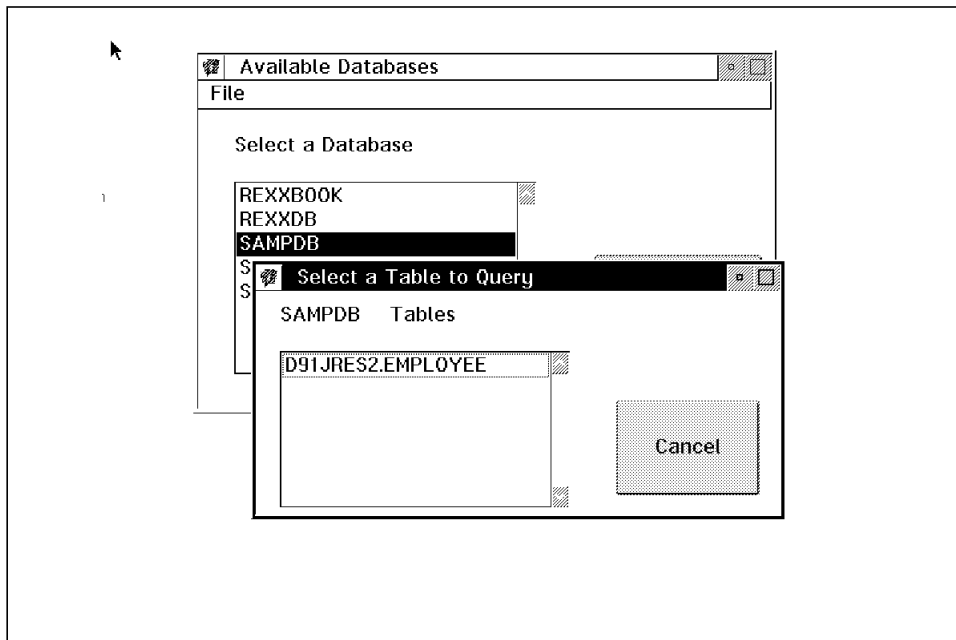 Available Databases
File
Select a Database
REXXBOOK
REXXDB
SAMPDB
S
S
Select a Table to Query
SAMPDB Tables
D91JRES2.EMPLOYEE
Cancel